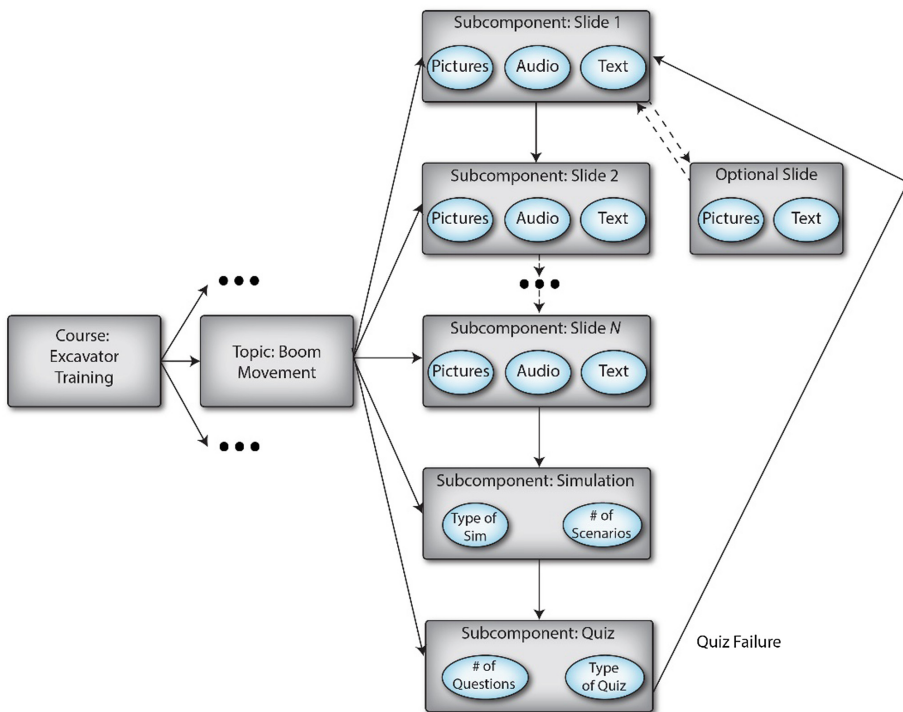 Subcomponent: Slide 1
Pictures
Audio
Text
Subcomponent: Slide 2
Pictures
Audio
Text
Optional Slide
Pictures
Text
Course:
Excavator
Training
Topic: Boom
Movement
Subcomponent: Slide N
Pictures
Audio
Text
Subcomponent: Simulation
Type of
Sim
# of
Scenarios
Subcomponent: Quiz
# of
Questions
Type
of Quiz
Quiz Failure